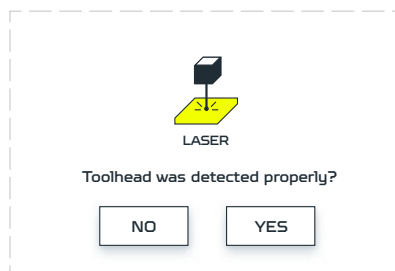 LASER
Toolhead was detected properly?
NO
YES